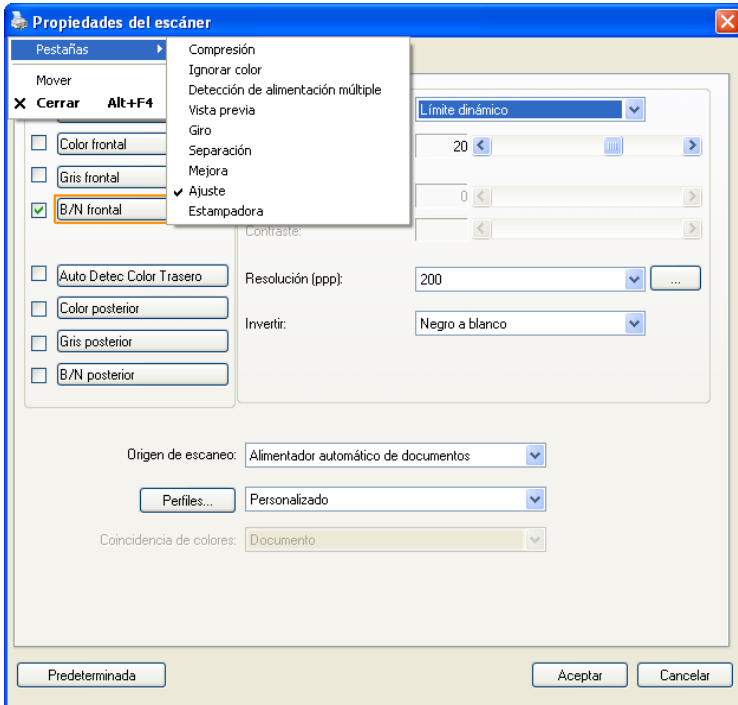 Propiedades del escáner
Pestañas
Mover
Cerrar Alt+F4
Compresión
Ignorar color
Detección de alimentación múltiple
Vista previa
Giro
Separación
Mejora
Ajuste
Estampadora
Límite dinámico
Color frontal
20
Gris frontal
B/N frontal
0
Contraste:
Auto Detec Color Trasero
Resolución (ppp):
200
...
Color posterior
Invertir:
Negro a blanco
Gris posterior
B/N posterior
Origen de escaneo:
Alimentador automático de documentos
Perfiles...
Personalizado
Coincidencia de colores:
Documento
Predeterminada
Aceptar
Cancelar